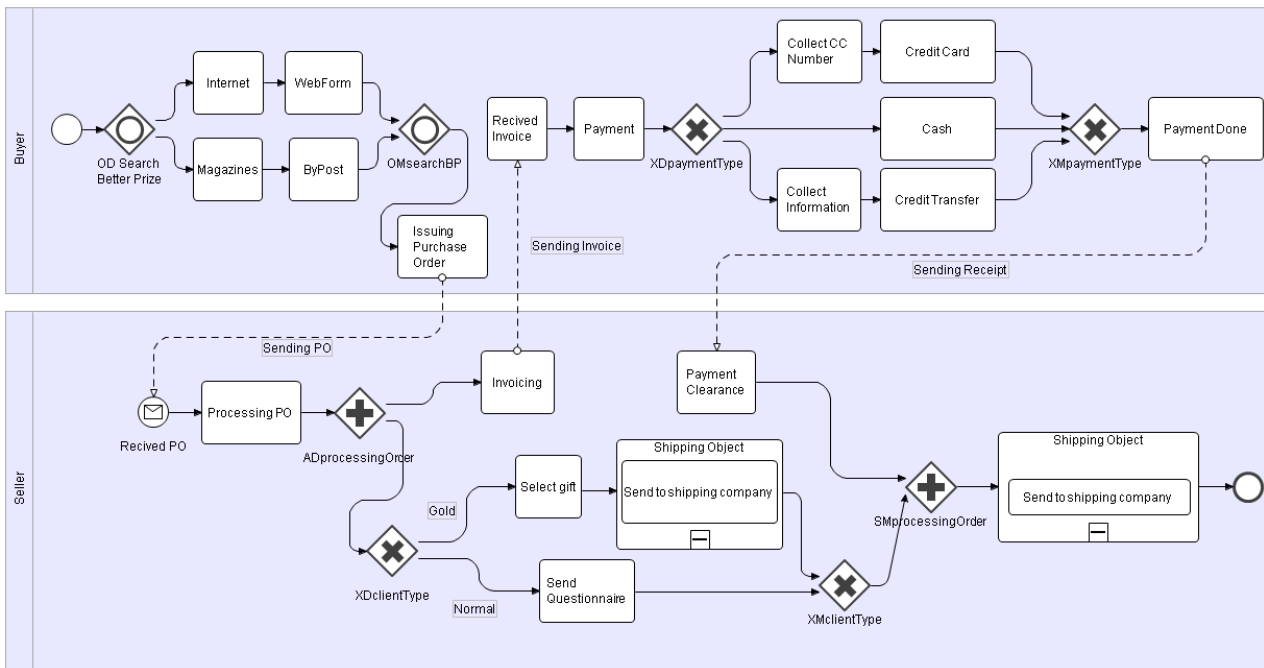 Buyer
Internet
WebForm
OD Search
Better Prize
Magazines
ByPost
OMsearchBP
Issuing
Purchase
Order
Recived
Invoice
Payment
XDpaymentType
Collect CC
Number
Credit Card
Cash
Collect
Information
Credit Transfer
XMpaymentType
Payment Done
Sending Invoice
Sending Receipt
Seller
Sending PO
Recived PO
Processing PO
ADprocessingOrder
Invoicing
Payment
Clearance
XDclientType
Gold
Normal
Select gift
Shipping Object
Send to shipping company
Send
Questionnaire
XMclientType
SMprocessingOrder
Shipping Object
Send to shipping company